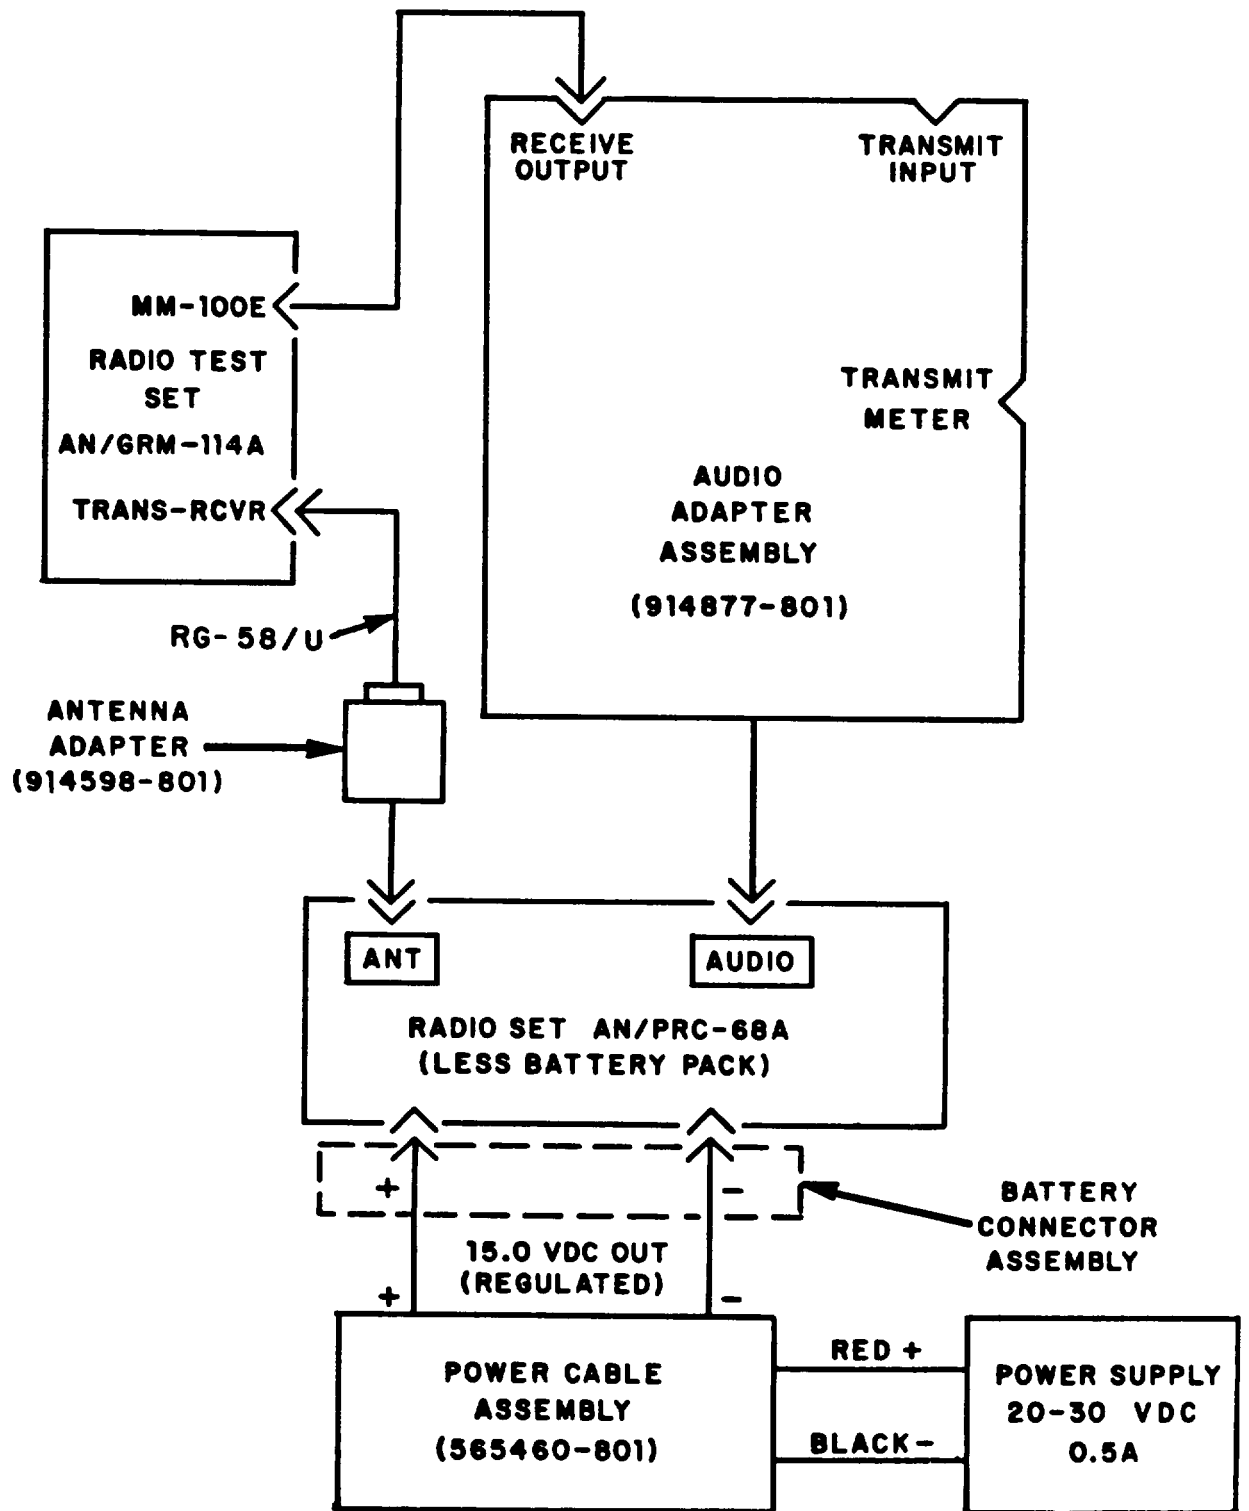 RECEIVE
OUTPUT
TRANSMIT
INPUT
MM-100E
RADIO TEST
SET
AN/GRM-114A
TRANS-RCVR
TRANSMIT
METER
AUDIO
ADAPTER
ASSEMBLY
(914877-801)
RG-58/U
ANTENNA
ADAPTER
(914598-801)
ANT
AUDIO
RADIO SET AN/PRC-68A
(LESS BATTERY PACK)
+
-
BATTERY
CONNECTOR
ASSEMBLY
15.0 VDC OUT
(REGULATED)
+
-
POWER CABLE
ASSEMBLY
(565460-801)
RED +
BLACK -
POWER SUPPLY
20-30 VDC
0.5A